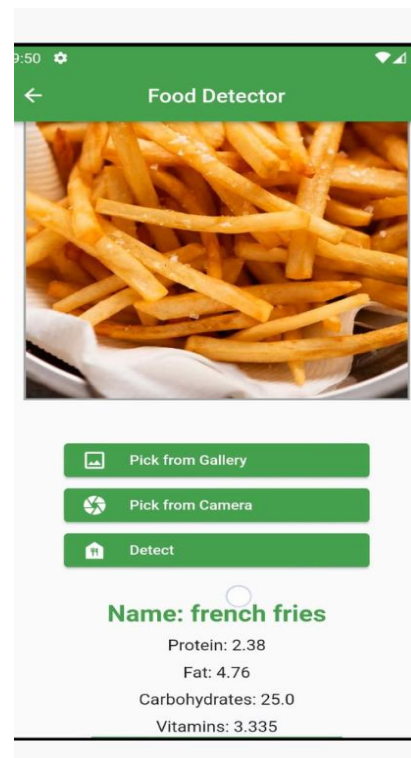 9:50
Food Detector
Pick from Gallery
Pick from Camera
Detect
Name: french fries
Protein: 2.38
Fat: 4.76
Carbohydrates: 25.0
Vitamins: 3.335